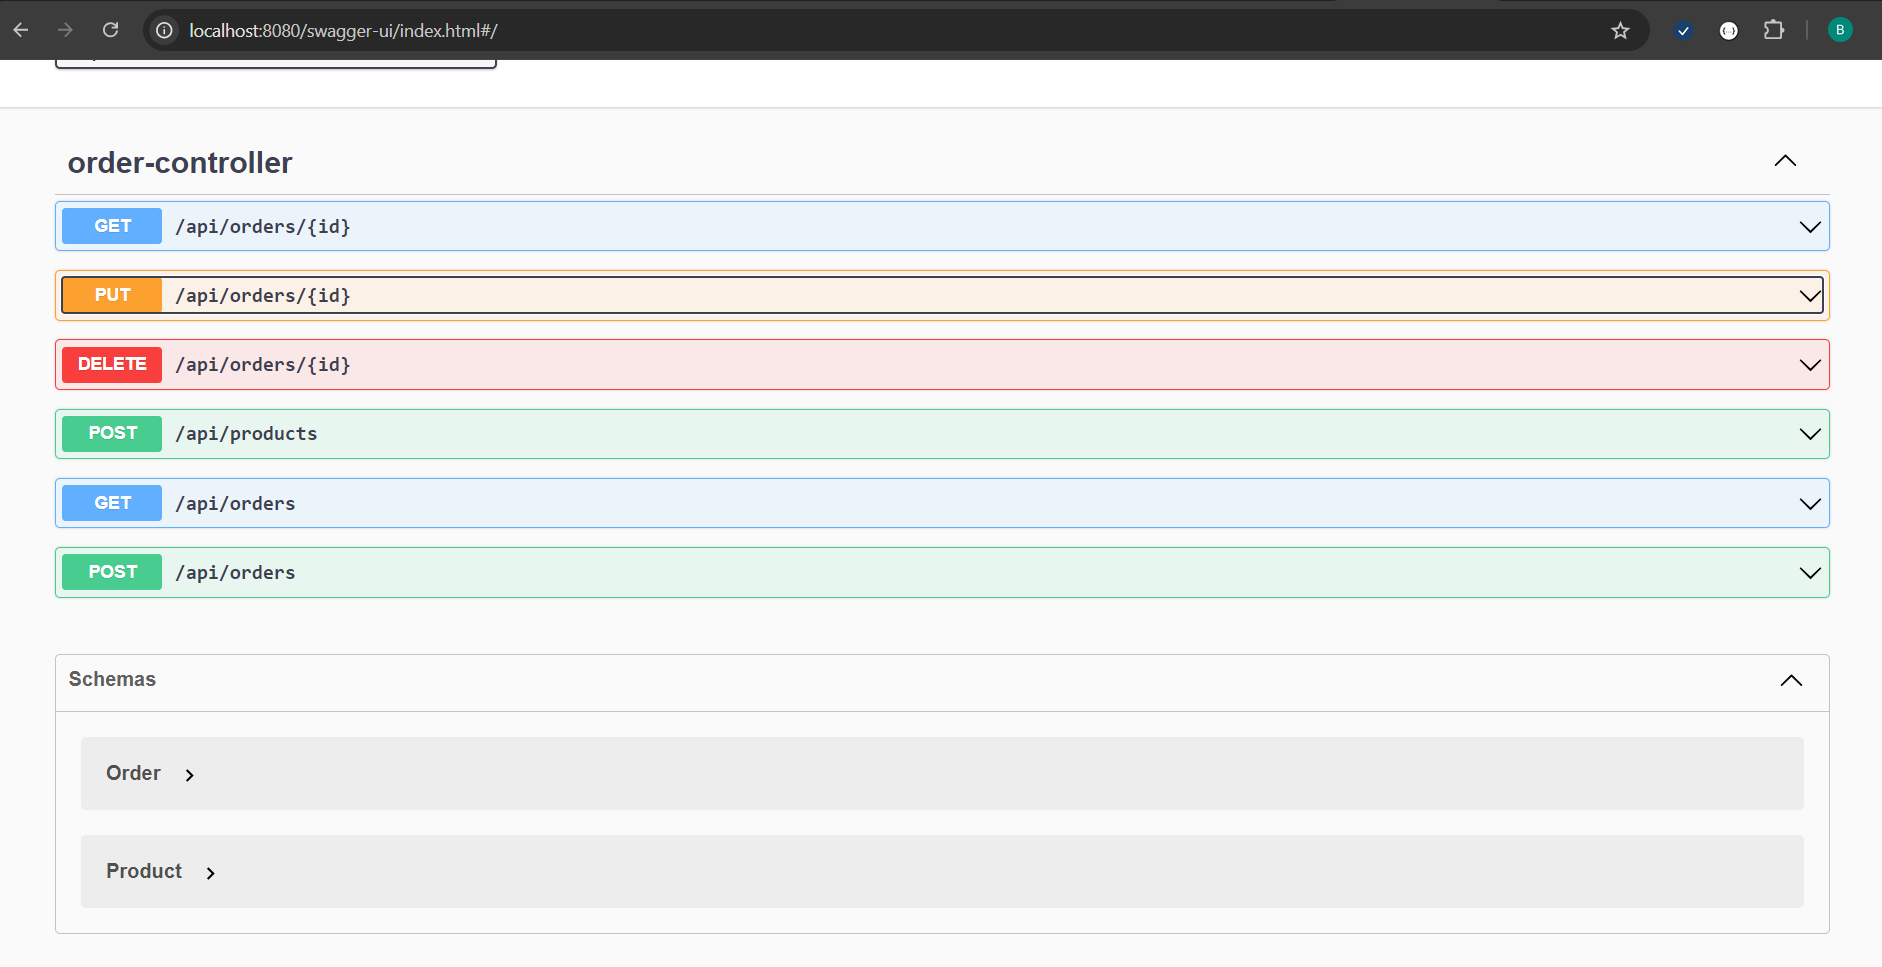 localhost:8080/swagger-ui/index.html#/
B
order-controller
GET /api/orders/{id}
PUT /api/orders/{id}
DELETE /api/orders/{id}
POST /api/products
GET /api/orders
POST /api/orders
Schemas
Order
Product